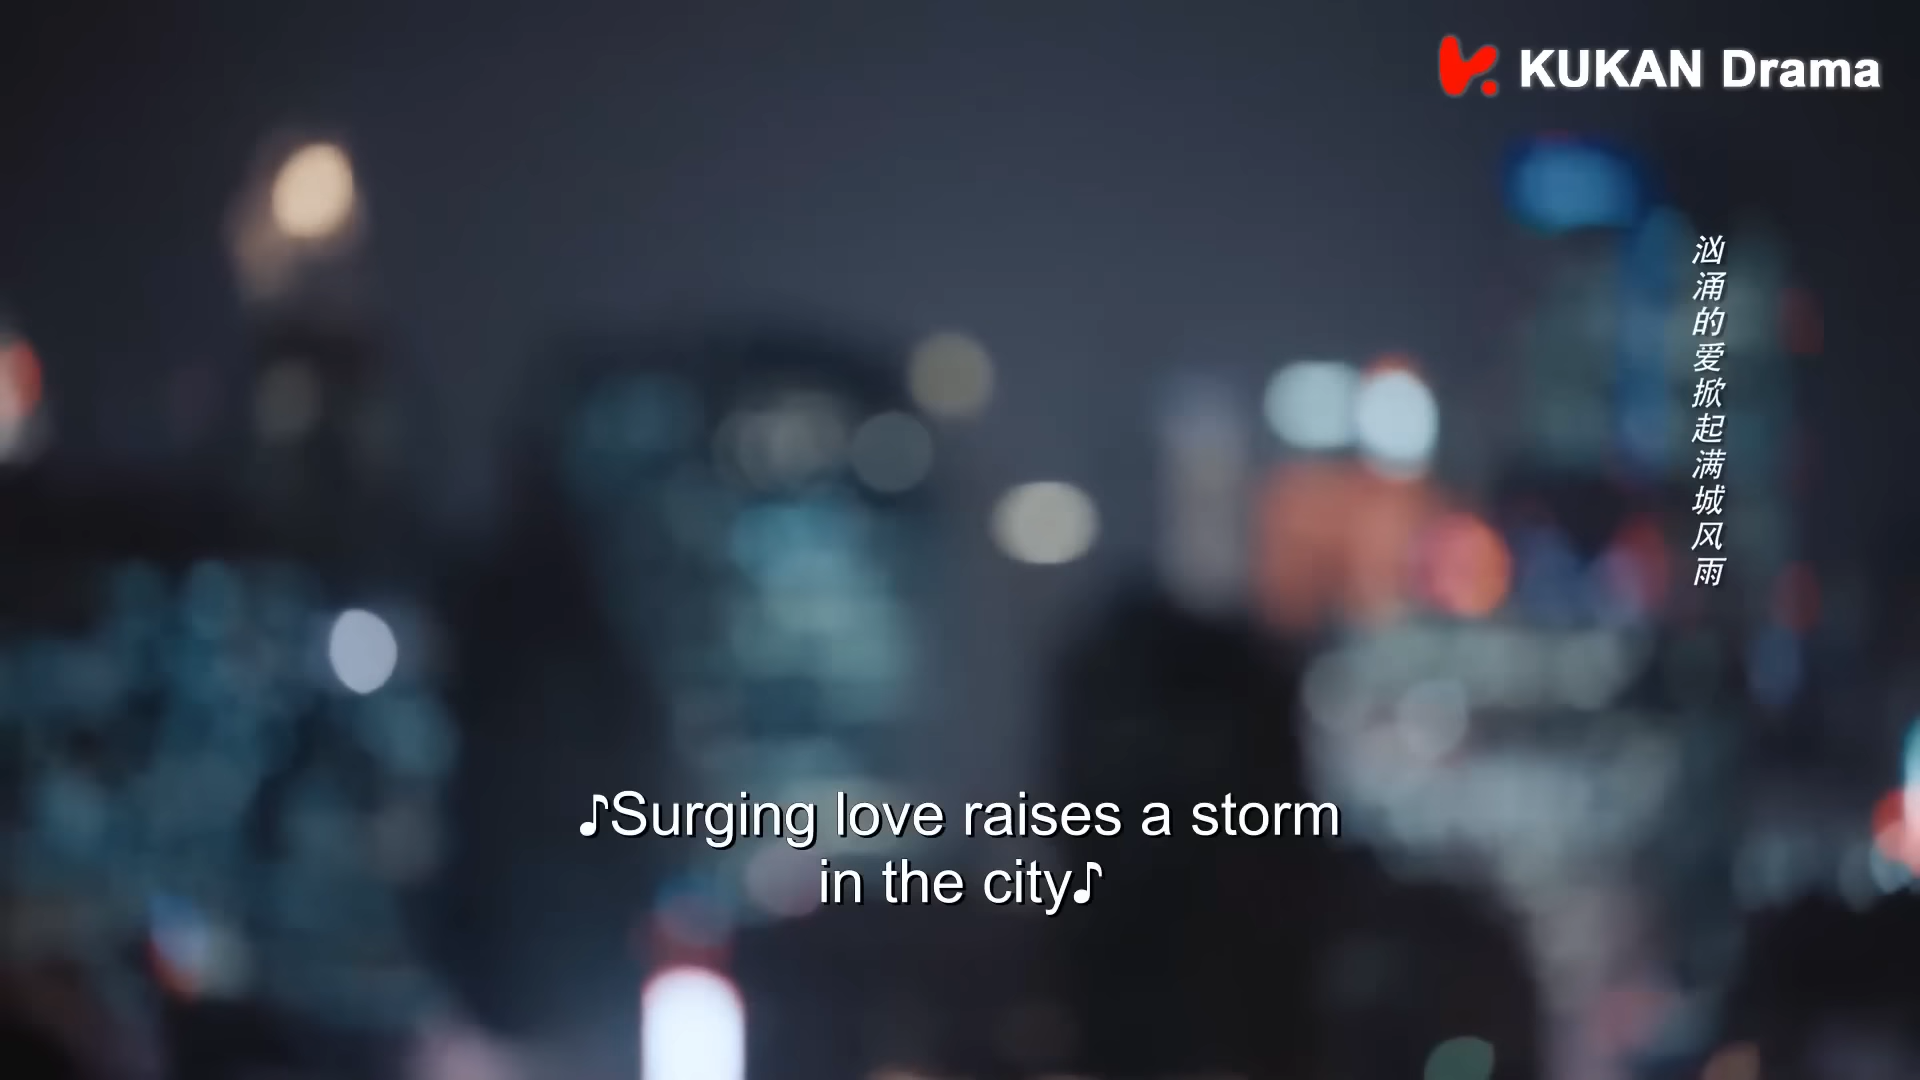 KUKAN Drama
汹涌的爱掀起满城风雨
♪Surging love raises a storm
in the city♪